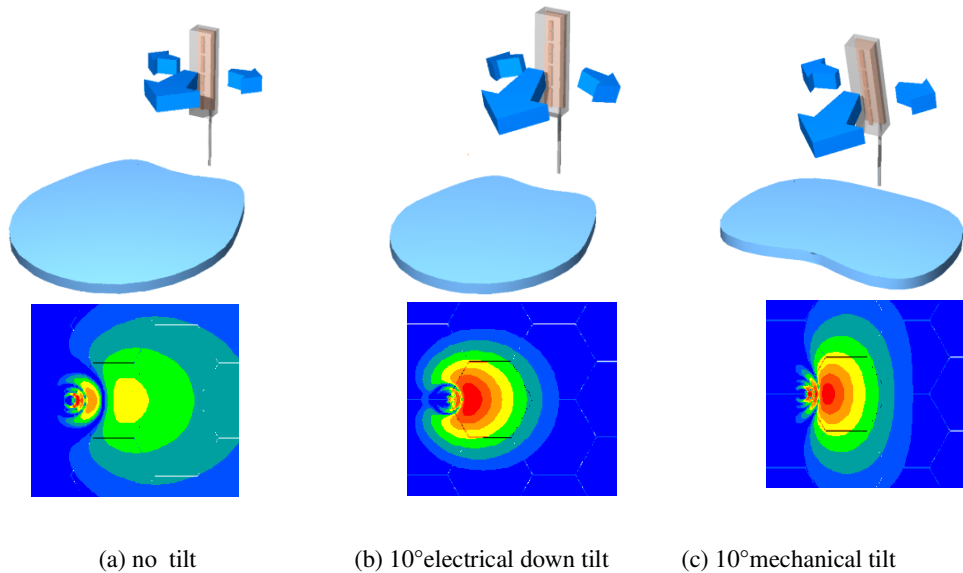 (a) no tilt
(b) 10°electrical down tilt
(c) 10°mechanical tilt